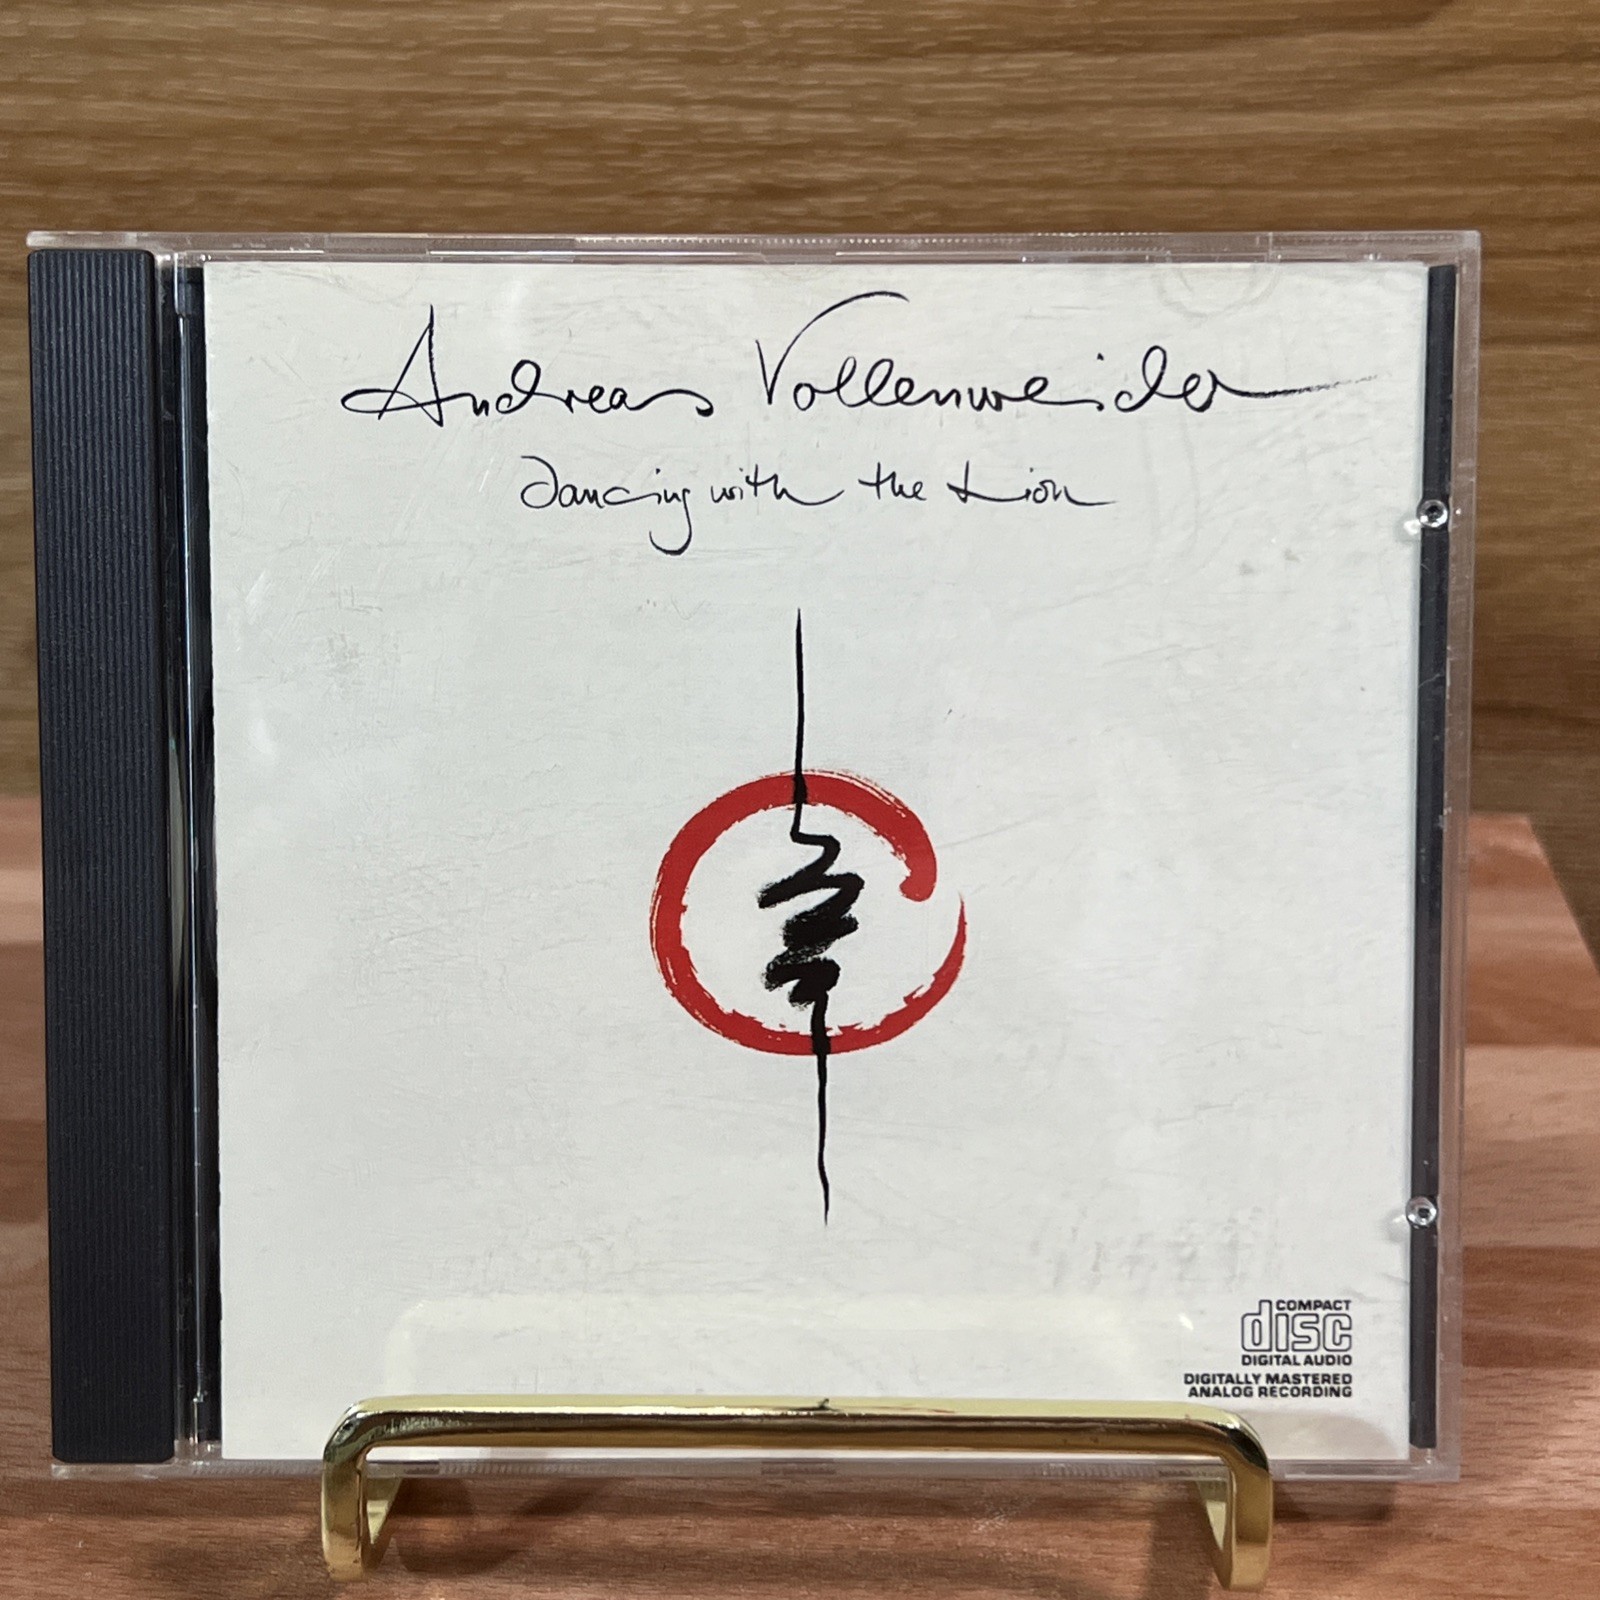 Andreas Vollenweider
Dancing with the Lion
COMPACT
disc
DIGITAL AUDIO
DIGITALLY MASTERED
ANALOG RECORDING